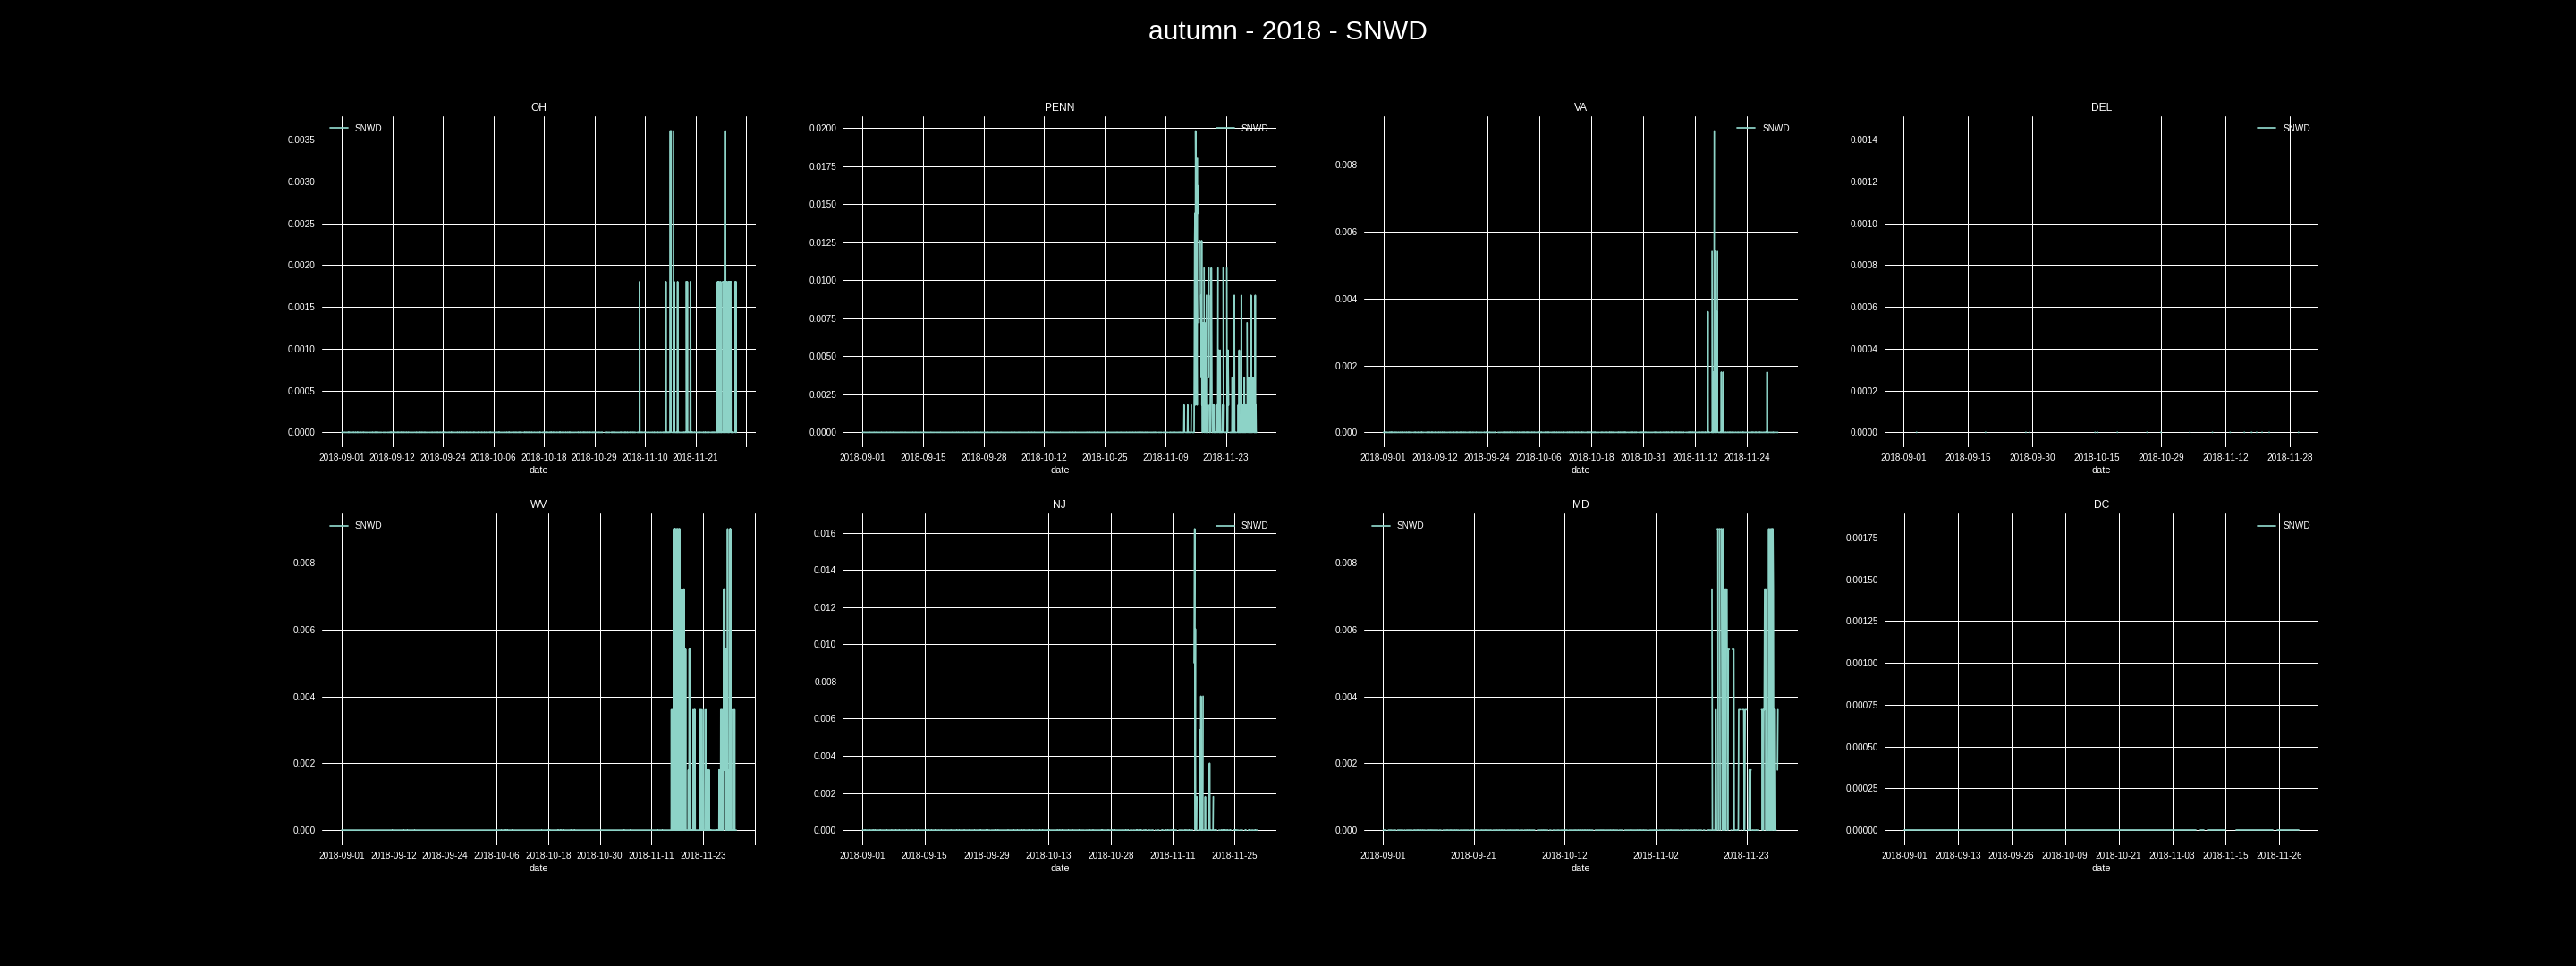 autumn - 2018 - SNWD
OH
SNWD
0.0035
0.0030
0.0025
0.0020
0.0015
0.0010
0.0005
0.0000
2018-09-01 2018-09-12 2018-09-24 2018-10-06 2018-10-18 2018-10-29 2018-11-10 2018-11-21
date
PENN
SNWD
0.0200
0.0175
0.0150
0.0125
0.0100
0.0075
0.0050
0.0025
0.0000
2018-09-01 2018-09-15 2018-09-28 2018-10-12 2018-10-25 2018-11-09 2018-11-23
date
VA
SNWD
0.008
0.006
0.004
0.002
0.000
2018-09-01 2018-09-12 2018-09-24 2018-10-06 2018-10-18 2018-10-31 2018-11-12 2018-11-24
date
DEL
SNWD
0.0014
0.0012
0.0010
0.0008
0.0006
0.0004
0.0002
0.0000
2018-09-01 2018-09-15 2018-09-30 2018-10-15 2018-10-29 2018-11-12 2018-11-28
date
WV
SNWD
0.008
0.006
0.004
0.002
0.000
2018-09-01 2018-09-12 2018-09-24 2018-10-06 2018-10-18 2018-10-30 2018-11-11 2018-11-23
date
NJ
SNWD
0.016
0.014
0.012
0.010
0.008
0.006
0.004
0.002
0.000
2018-09-01 2018-09-15 2018-09-29 2018-10-13 2018-10-28 2018-11-11 2018-11-25
date
MD
SNWD
0.008
0.006
0.004
0.002
0.000
2018-09-01 2018-09-21 2018-10-12 2018-11-02 2018-11-23
date
DC
SNWD
0.00175
0.00150
0.00125
0.00100
0.00075
0.00050
0.00025
0.00000
2018-09-01 2018-09-13 2018-09-26 2018-10-09 2018-10-21 2018-11-03 2018-11-15 2018-11-26
date